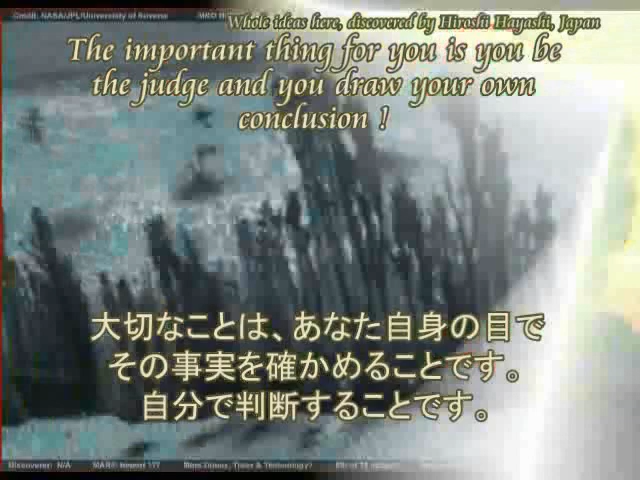 Whole ideas here, discovered by Hiroshi Hayashi, Japan
The important thing for you is you be
the judge and you draw your own
conclusion !
大切なことは、あなた自身の目で
その事実を確かめることです。
自分で判断することです。
Discoverer: N/A